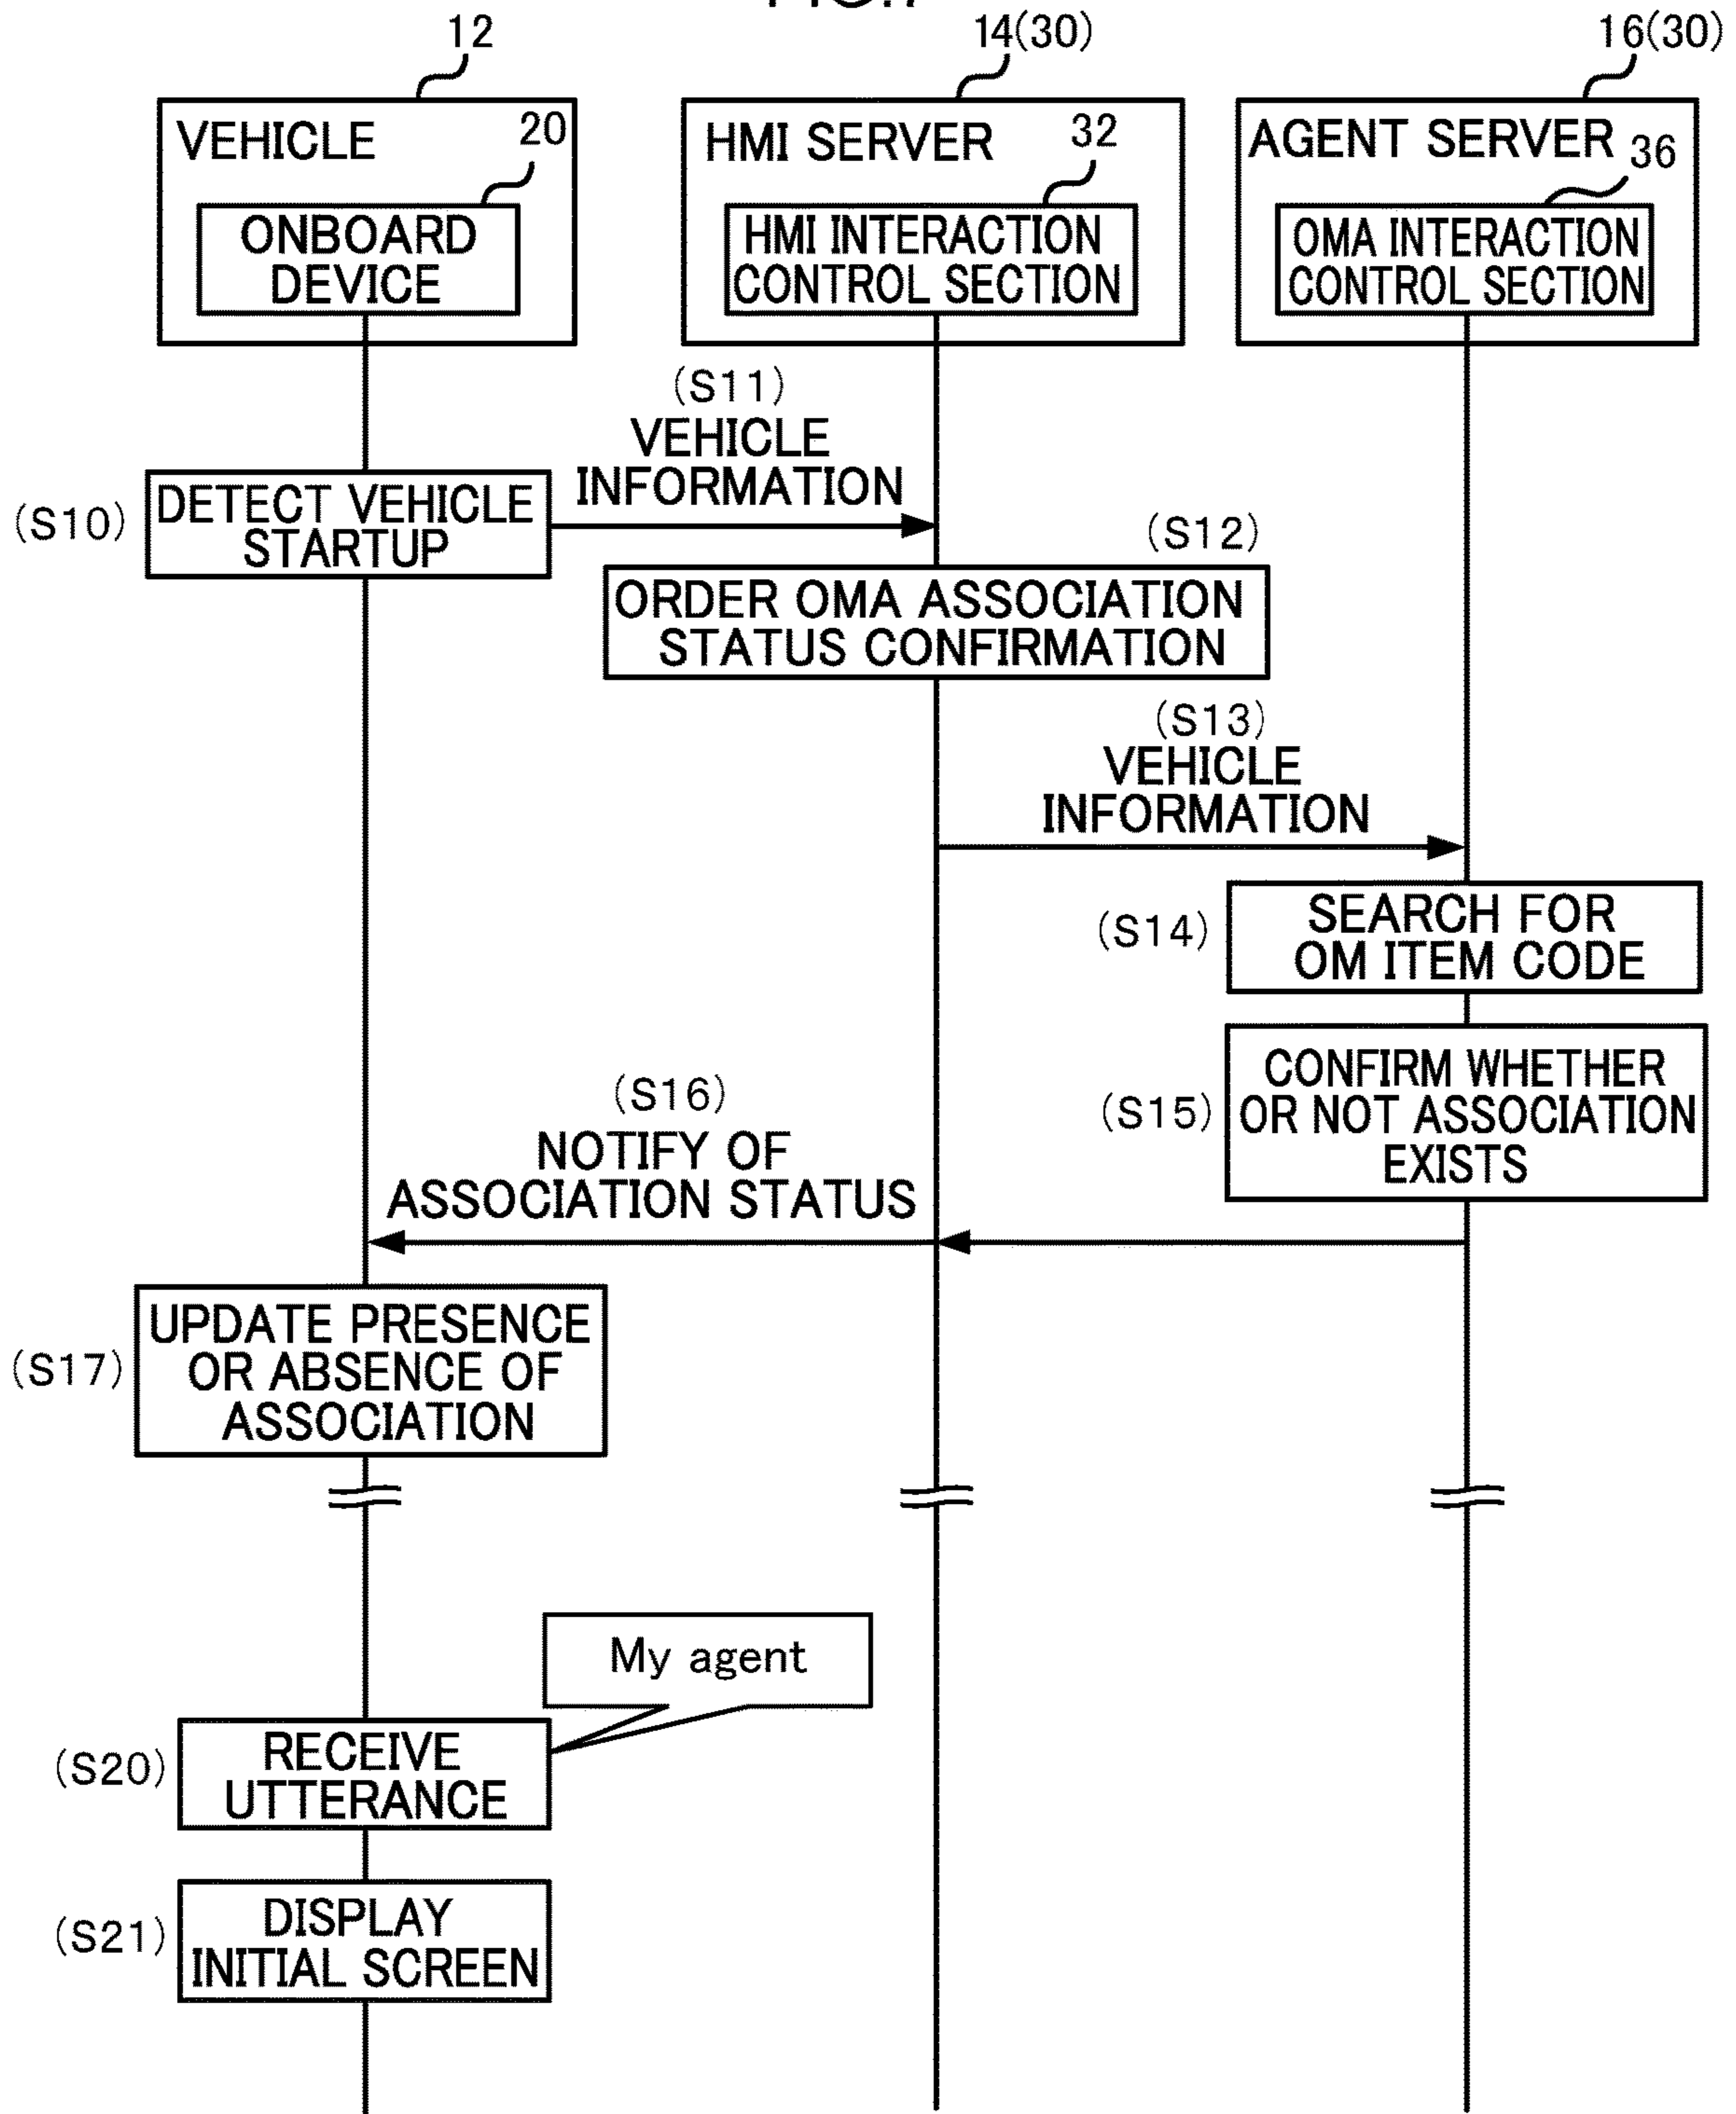 12
14(30)
16(30)
VEHICLE
20
HMI SERVER
32
AGENT SERVER
36
ONBOARD
DEVICE
HMI INTERACTION
CONTROL SECTION
OMA INTERACTION
CONTROL SECTION
(S11)
VEHICLE
INFORMATION
(S10)
DETECT VEHICLE
STARTUP
(S12)
ORDER OMA ASSOCIATION
STATUS CONFIRMATION
(S13)
VEHICLE
INFORMATION
(S14)
SEARCH FOR
OM ITEM CODE
(S15)
CONFIRM WHETHER
OR NOT ASSOCIATION
EXISTS
(S16)
NOTIFY OF
ASSOCIATION STATUS
(S17)
UPDATE PRESENCE
OR ABSENCE OF
ASSOCIATION
My agent
(S20)
RECEIVE
UTTERANCE
(S21)
DISPLAY
INITIAL SCREEN